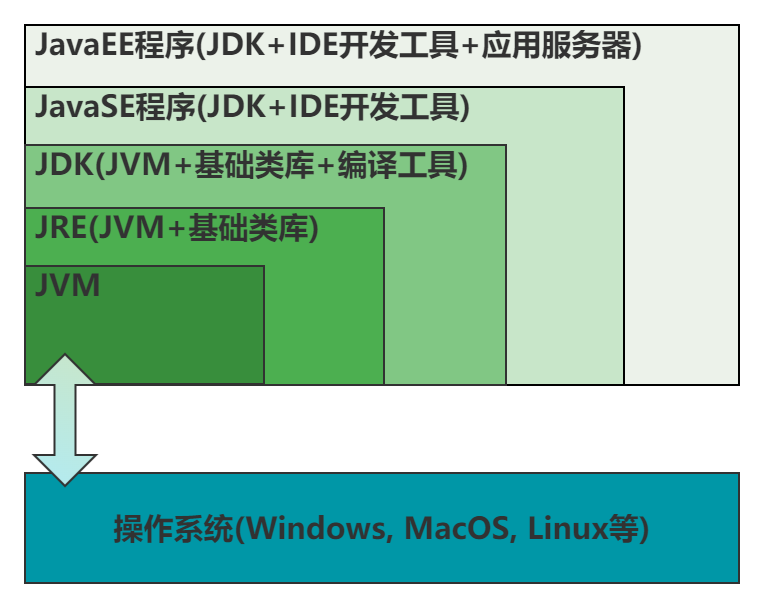 JavaEE程序(JDK+IDE开发工具+应用服务器)
JavaSE程序(JDK+IDE开发工具)
JDK(JVM+基础类库+编译工具)
JRE(JVM+基础类库)
JVM
操作系统(Windows, MacOS, Linux等)